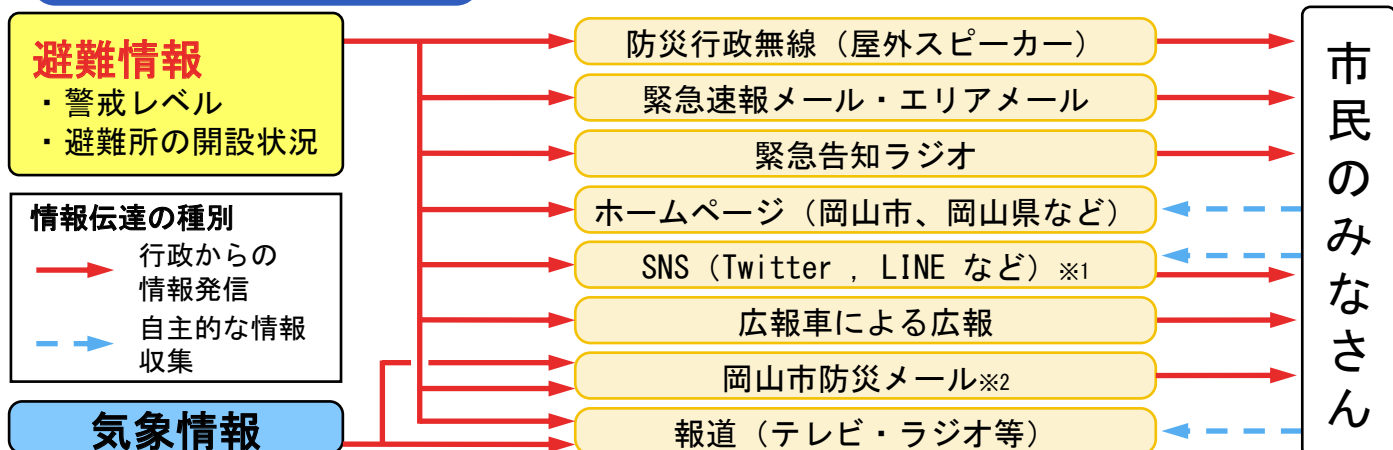 避難情報
・警戒レベル
・避難所の開設状況
情報伝達の種別
行政からの
情報発信
自主的な情報
収集
気象情報
防災行政無線（屋外スピーカー）
緊急速報メール・エリアメール
緊急告知ラジオ
ホームページ（岡山市、岡山県など）
SNS（Twitter , LINE など）※1
広報車による広報
岡山市防災メール※2
報道（テレビ・ラジオ等）
市民のみなさん